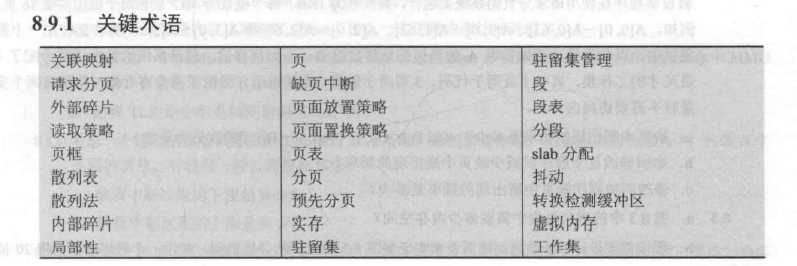 8.9.1 关键术语
关联映射 页 驻留集管理
请求分页 缺页中断 段
外部碎片 页面放置策略 段表
读取策略 页面置换策略 分段
页框 页表 slab 分配
散列表 分页 抖动
散列法 预先分页 转换检测缓冲区
内部碎片 实存 虚拟内存
局部性 驻留集 工作集